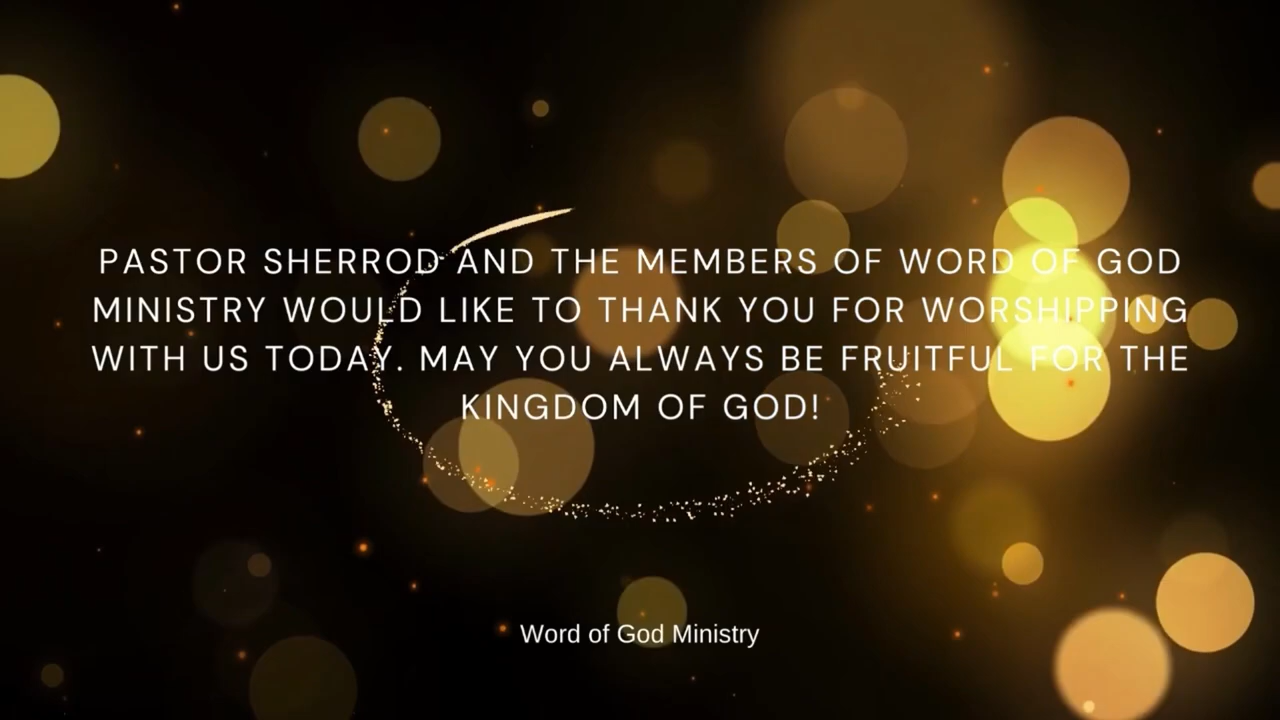 PASTOR SHERROD AND THE MEMBERS OF WORD OF GOD
MINISTRY WOULD LIKE TO THANK YOU FOR WORSHIPPING
WITH US TODAY. MAY YOU ALWAYS BE FRUITFUL FOR THE
KINGDOM OF GOD!
Word of God Ministry